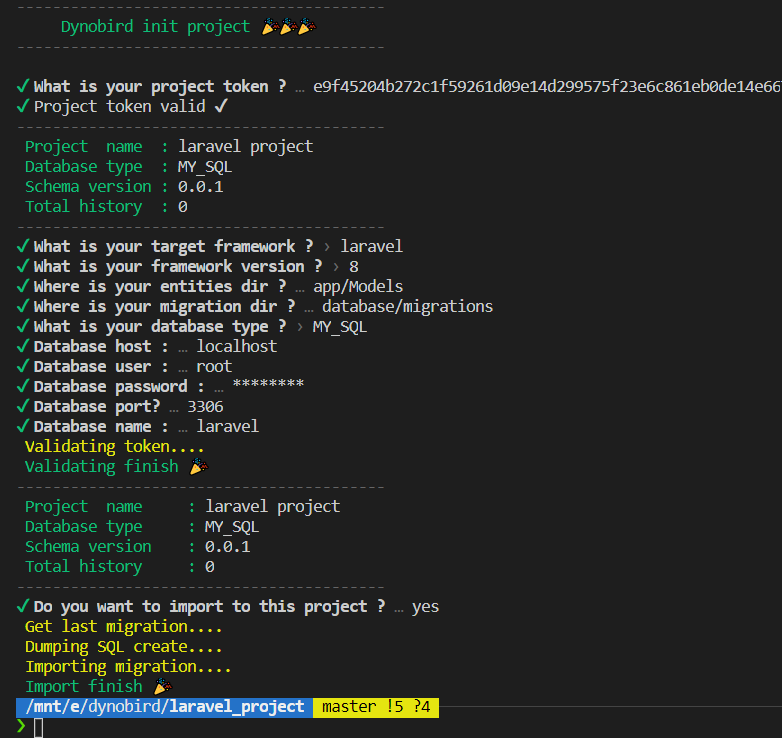 -----------------------------------------
Dynobird init project 🎉🎉🎉
-----------------------------------------
✓ What is your project token ? … e9f45204b272c1f59261d09e14d299575f23e6c861eb0de14e66
✓ Project token valid ✓
-----------------------------------------
Project  name  : laravel project
Database type  : MY_SQL
Schema version : 0.0.1
Total history  : 0
-----------------------------------------
✓ What is your target framework ? › laravel
✓ What is your framework version ? › 8
✓ Where is your entities dir ? … app/Models
✓ Where is your migration dir ? … database/migrations
✓ What is your database type ? › MY_SQL
✓ Database host : … localhost
✓ Database user : … root
✓ Database password : … ********
✓ Database port? … 3306
✓ Database name : … laravel
Validating token....
Validating finish 🎉
-----------------------------------------
Project  name     : laravel project
Database type     : MY_SQL
Schema version    : 0.0.1
Total history     : 0
-----------------------------------------
✓ Do you want to import to this project ? … yes
Get last migration....
Dumping SQL create....
Importing migration....
Import finish 🎉
/mnt/e/dynobird/laravel_project  master !5 ?4
❯